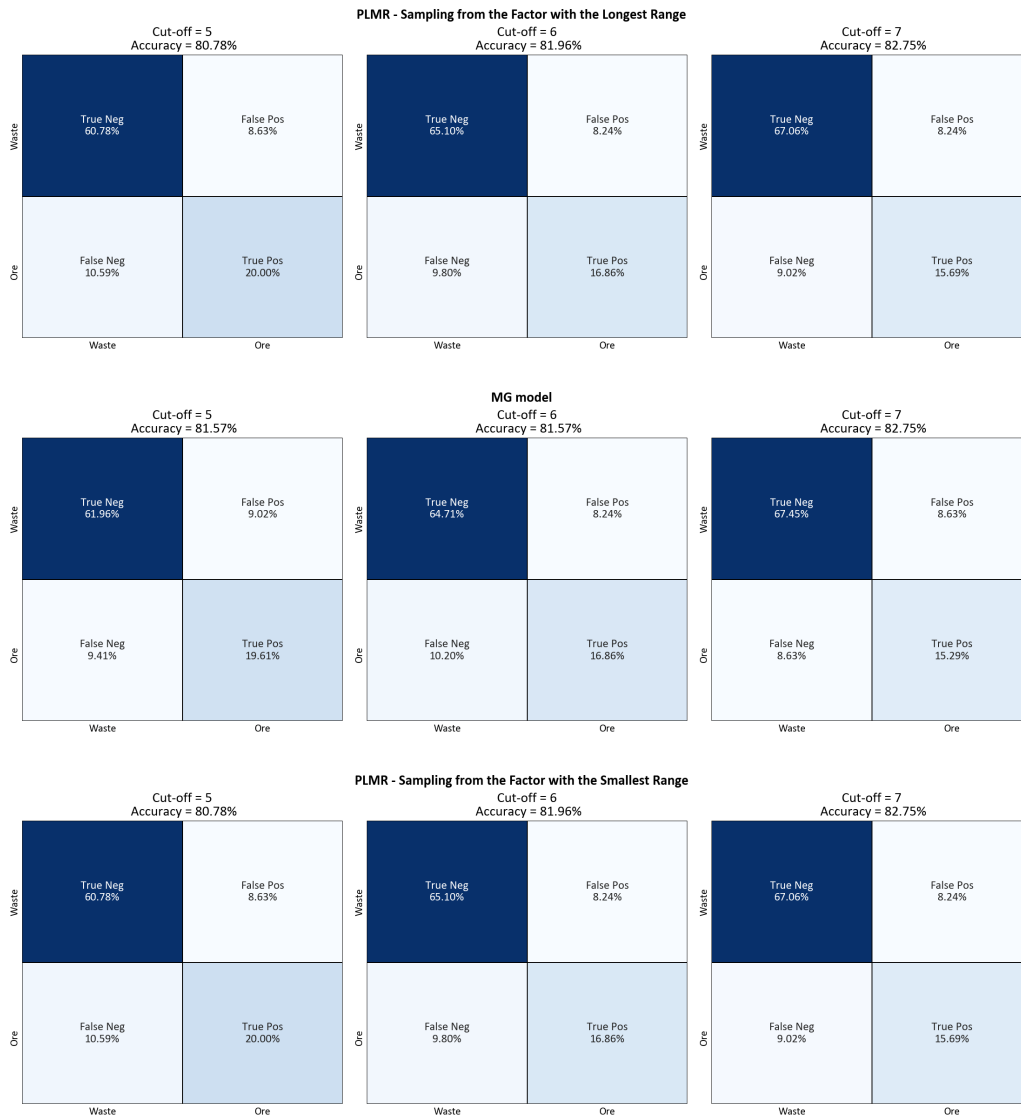 PLMR - Sampling from the Factor with the Longest Range
Cut-off = 5
Accuracy = 80.78%
Cut-off = 6
Accuracy = 81.96%
Cut-off = 7
Accuracy = 82.75%
Waste
True Neg
60.78%
False Pos
8.63%
Waste
True Neg
65.10%
False Pos
8.24%
Waste
True Neg
67.06%
False Pos
8.24%
Ore
False Neg
10.59%
True Pos
20.00%
Ore
False Neg
9.80%
True Pos
16.86%
Ore
False Neg
9.02%
True Pos
15.69%
Waste
Ore
Waste
Ore
Waste
Ore
MG model
Cut-off = 5
Accuracy = 81.57%
Cut-off = 6
Accuracy = 81.57%
Cut-off = 7
Accuracy = 82.75%
Waste
True Neg
61.96%
False Pos
9.02%
Waste
True Neg
64.71%
False Pos
8.24%
Waste
True Neg
67.45%
False Pos
8.63%
Ore
False Neg
9.41%
True Pos
19.61%
Ore
False Neg
10.20%
True Pos
16.86%
Ore
False Neg
8.63%
True Pos
15.29%
Waste
Ore
Waste
Ore
Waste
Ore
PLMR - Sampling from the Factor with the Smallest Range
Cut-off = 5
Accuracy = 80.78%
Cut-off = 6
Accuracy = 81.96%
Cut-off = 7
Accuracy = 82.75%
Waste
True Neg
60.78%
False Pos
8.63%
Waste
True Neg
65.10%
False Pos
8.24%
Waste
True Neg
67.06%
False Pos
8.24%
Ore
False Neg
10.59%
True Pos
20.00%
Ore
False Neg
9.80%
True Pos
16.86%
Ore
False Neg
9.02%
True Pos
15.69%
Waste
Ore
Waste
Ore
Waste
Ore